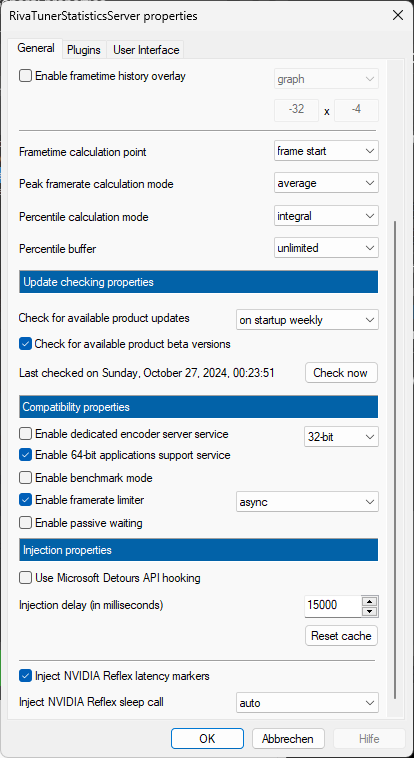 RivaTunerStatisticsServer properties
General Plugins User Interface
Enable frametime history overlay graph
-32 x -4
Frametime calculation point frame start
Peak framerate calculation mode average
Percentile calculation mode integral
Percentile buffer unlimited
Update checking properties
Check for available product updates on startup weekly
Check for available product beta versions
Last checked on Sunday, October 27, 2024, 00:23:51 Check now
Compatibility properties
Enable dedicated encoder server service 32-bit
Enable 64-bit applications support service
Enable benchmark mode
Enable framerate limiter async
Enable passive waiting
Injection properties
Use Microsoft Detours API hooking
Injection delay (in milliseconds) 15000
Reset cache
Inject NVIDIA Reflex latency markers
Inject NVIDIA Reflex sleep call auto
OK Abbrechen Hilfe